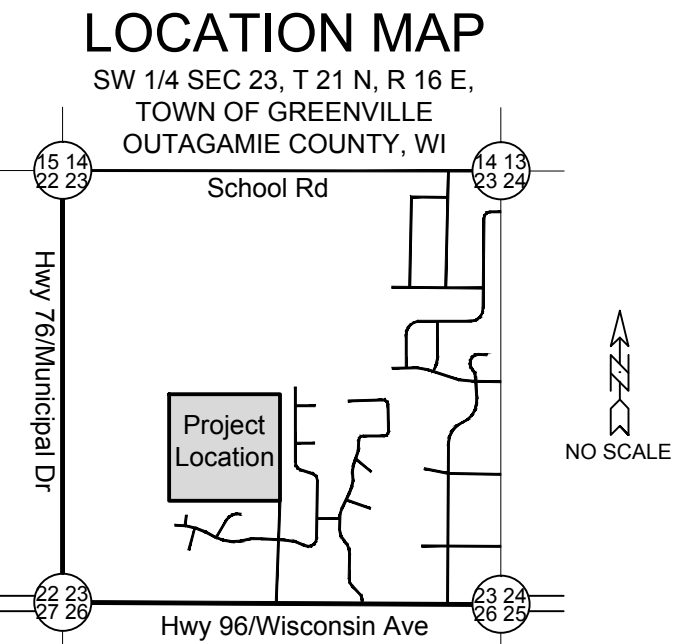 LOCATION MAP
SW 1/4 SEC 23, T 21 N, R 16 E,
TOWN OF GREENVILLE
OUTAGAMIE COUNTY, WI
15 14
22 23
14 13
23 24
School Rd
Hwy 76/Municipal Dr
Project
Location
N
NO SCALE
22 23
27 26
23 24
26 25
Hwy 96/Wisconsin Ave